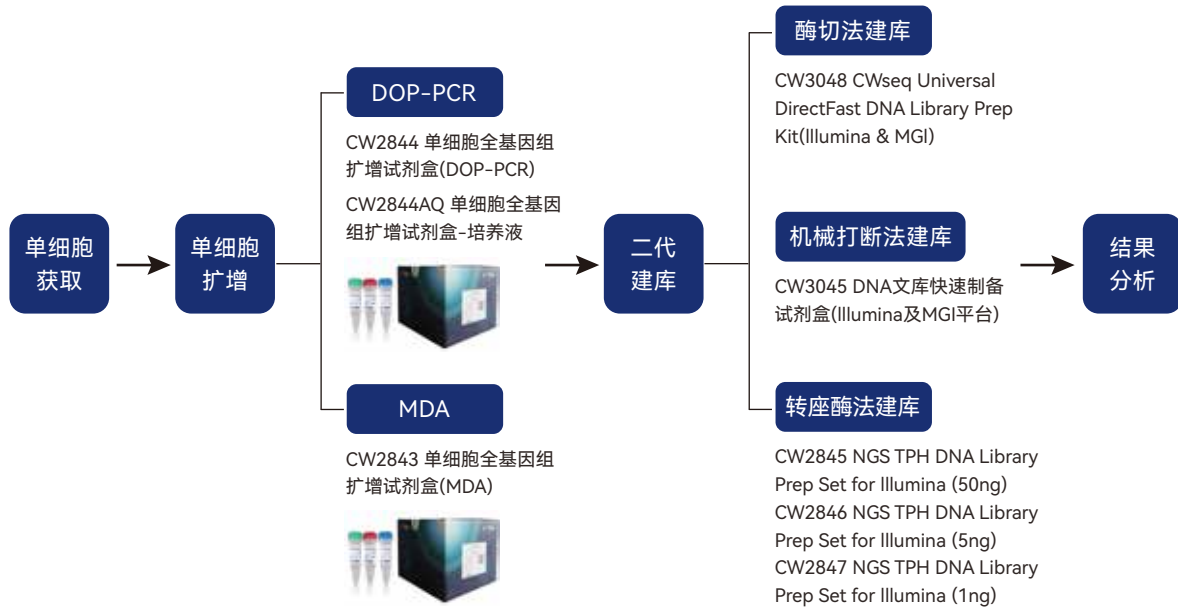 单细胞
获取
单细胞
扩增
DOP-PCR
CW2844 单细胞全基因组
扩增试剂盒(DOP-PCR)
CW2844AQ 单细胞全基因
组扩增试剂盒-培养液
MDA
CW2843 单细胞全基因组
扩增试剂盒(MDA)
二代
建库
酶切法建库
CW3048 CWseq Universal
DirectFast DNA Library Prep
Kit(Illumina & MGI)
机械打断法建库
CW3045 DNA文库快速制备
试剂盒(Illumina及MGI平台)
转座酶法建库
CW2845 NGS TPH DNA Library
Prep Set for Illumina (50ng)
CW2846 NGS TPH DNA Library
Prep Set for Illumina (5ng)
CW2847 NGS TPH DNA Library
Prep Set for Illumina (1ng)
结果
分析